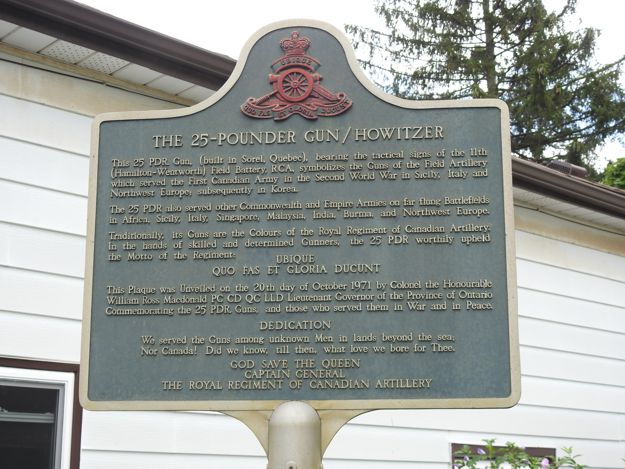 UBIQUE
THE 25-POUNDER GUN/HOWITZER
This 25 PDR. Gun, (built in Sorel, Quebec), bearing the tactical signs of the 11th
(Hamilton-Wentworth) Field Battery, RCA, symbolizes the Guns of the Field Artillery
which served the First Canadian Army in the Second World War in Sicily, Italy and
Northwest Europe; subsequently in Korea.
The 25 PDR also served other Commonwealth and Empire Armies on far flung Battlefields
in Africa, Sicily, Italy, Singapore, Malaysia, India, Burma, and Northwest Europe.
Traditionally, its Guns are the Colours of the Royal Regiment of Canadian Artillery.
In the hands of skilled and determined Gunners, the 25 PDR worthily upheld
the Motto of the Regiment:
UBIQUE
QUO FAS ET GLORIA DUCUNT
This Plaque was Unveiled on the 20th day of October 1971 by Colonel the Honourable
William Ross Macdonald PC CD QC LLD Lieutenant Governor of the Province of Ontario
Commemorating the 25 PDR. Guns, and those who served them in War and in Peace.
DEDICATION
We served the Guns among unknown Men in lands beyond the sea;
Nor Canada! Did we know, till then, what love we bore for Thee.
GOD SAVE THE QUEEN
CAPTAIN GENERAL
THE ROYAL REGIMENT OF CANADIAN ARTILLERY